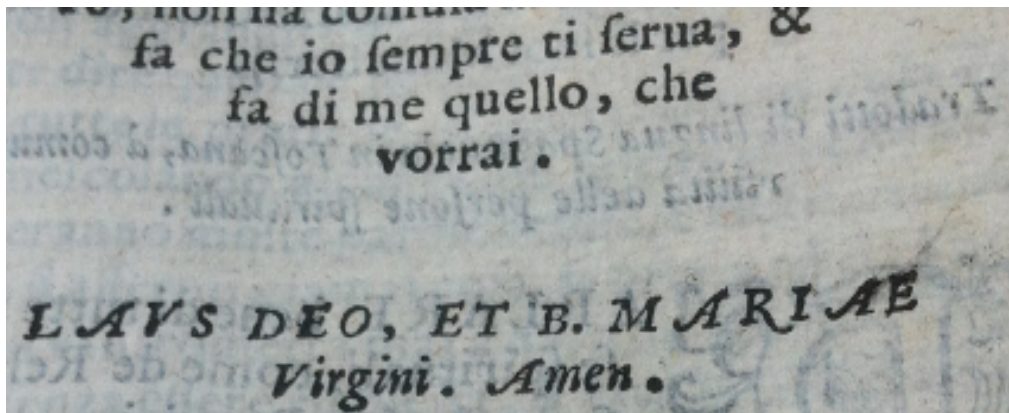 fa che io ſempre ti ſerua, &
fa di me quello, che
vorrai.
LAVS DEO, ET B. MARIAE
Virgini. Amen.